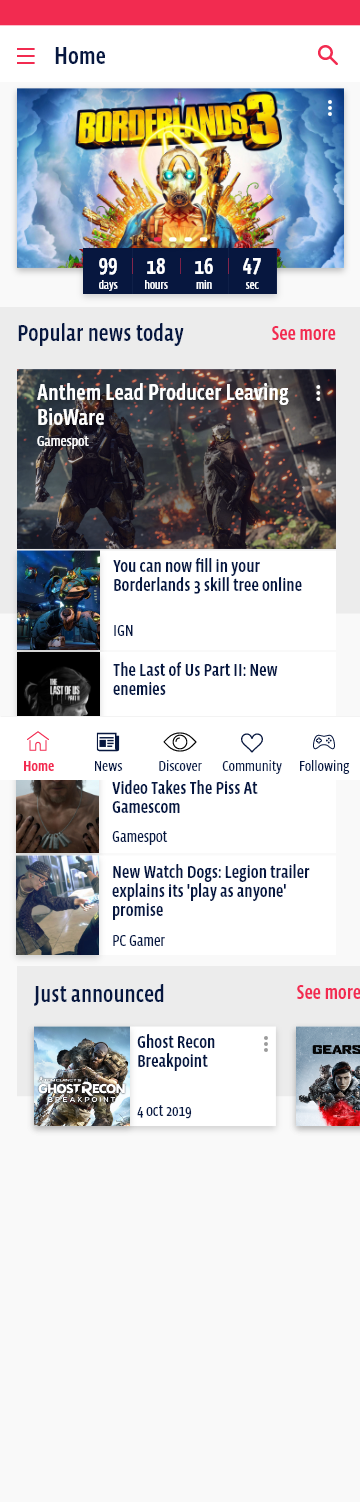 Home
BORDERLANDS 3
99
days
18
hours
16
min
47
sec
Popular news today
See more
Anthem Lead Producer Leaving
BioWare
Gamespot
You can now fill in your
Borderlands 3 skill tree online
IGN
THE
LAST OF US
PART II
The Last of Us Part II: New
enemies
Home
News
Discover
Community
Following
Video Takes The Piss At
Gamescom
Gamespot
New Watch Dogs: Legion trailer
explains its 'play as anyone'
promise
PC Gamer
Just announced
See more
TOM CLANCY'S
GHOST RECON
BREAKPOINT
Ghost Recon
Breakpoint
4 oct 2019
GEARS